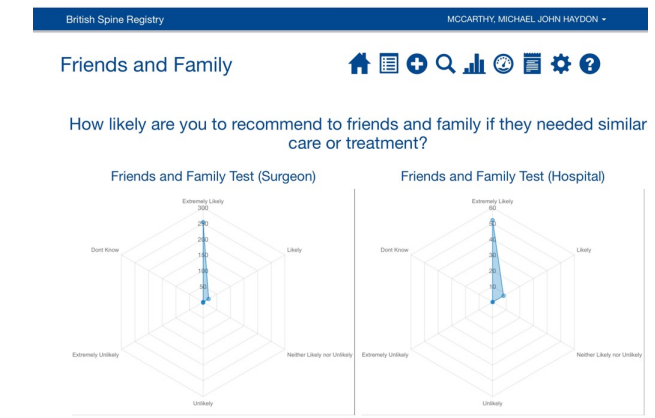 British Spine Registry
MCCARTHY, MICHAEL JOHN HAYDON
Friends and Family
How likely are you to recommend to friends and family if they needed similar
care or treatment?
Friends and Family Test (Surgeon)
Extremely Likely
300
250
200
150
100
50
Dont Know
Likely
Extremely Unlikely
Neither Likely nor Unlikely
Unlikely
Friends and Family Test (Hospital)
Extremely Likely
60
50
40
30
20
10
Dont Know
Likely
Extremely Unlikely
Neither Likely nor Unlikely
Unlikely